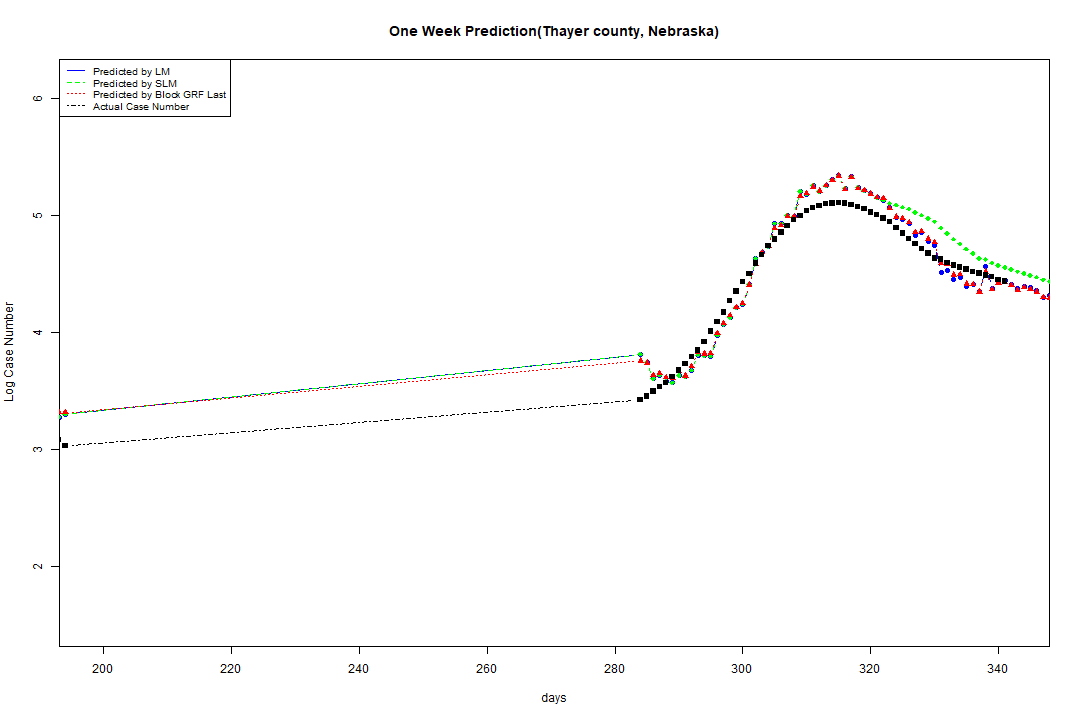 One Week Prediction(Thayer county, Nebraska)
Predicted by LM
Predicted by SLM
Predicted by Block GRF Last
Actual Case Number
6
5
4
3
2
Log Case Number
200 220 240 260 280 300 320 340
days